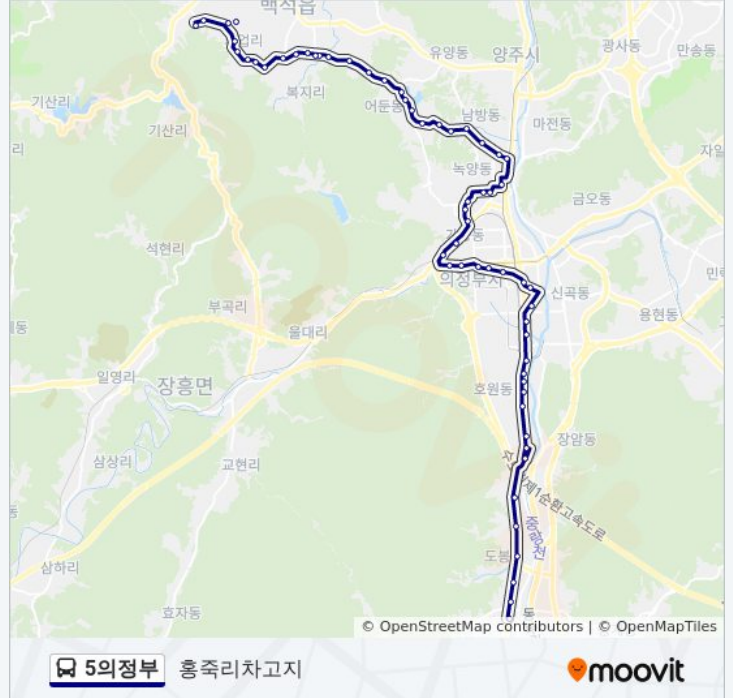 백석읍
업리
유양동
양주시
광사동
만송동
기산리
복지리
어둔동
남방동
마전동
기산리
리
녹양동
자일
금오동
석현리
의정부시
신곡동
민
부곡리
용현동
울대리
일영리
장흥면
호원동
장암동
삼상리
교현리
제1순환고속도로
중랑천
도봉
삼하리
효자동
동
© OpenStreetMap contributors | © OpenMapTiles
5의정부 홍죽리차고지
moovit